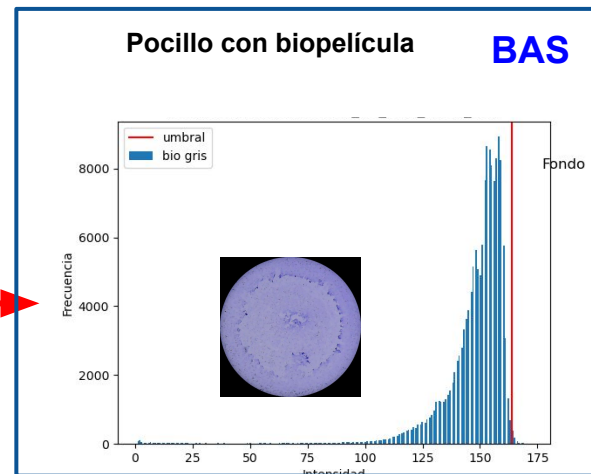 Pocillo con biopelícula
BAS
umbral
bio gris
Fondo
Frecuencia
8000
6000
4000
2000
0
0 25 50 75 100 125 150 175
Intensidad